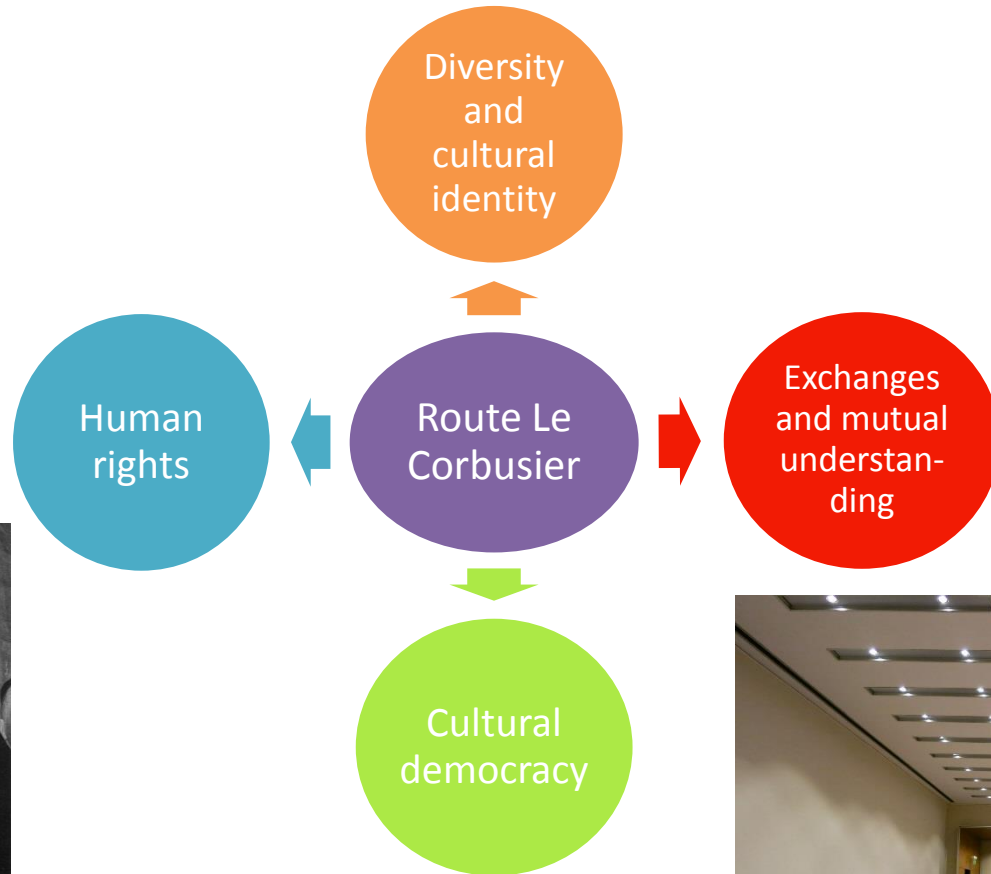 Diversity
and
cultural
identity
Human
rights
Route Le
Corbusier
Exchanges
and mutual
understan-
ding
Cultural
democracy